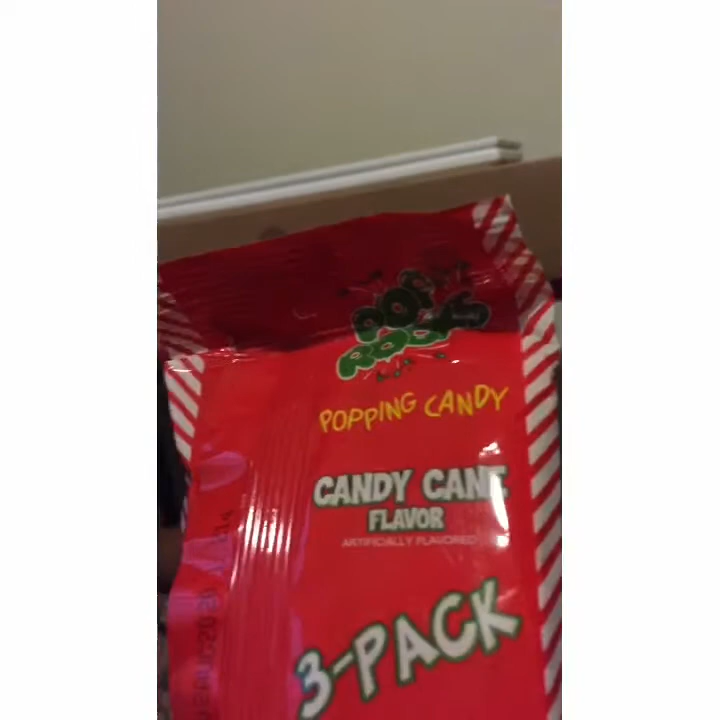 POP
ROCKS
POPPING CANDY
CANDY CANE
FLAVOR
ARTIFICIALLY FLAVORED
3-PACK